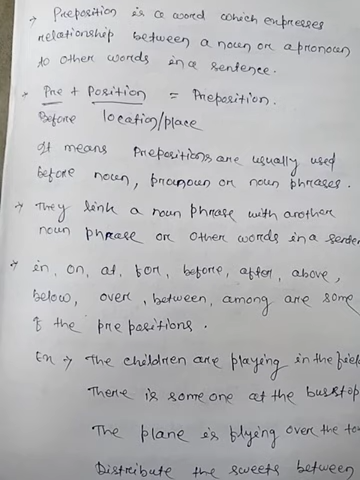 → Preposition is a word which expresses
relationship between a noun or a pronoun
to other words in a sentence.
→ Pre + Position = Preposition.
Before location/place
It means Prepositions are usually used
before noun, pronoun or noun phrases.
→ They link a noun phrase with another
noun phrase or other words in a senten
→ in, on, at, for, before, after, above,
below, over, between, among are some
of the prepositions.
Ex → The children are playing in the fiel
There is someone at the busstop
The plane is flying over the to
Distribute the sweets between